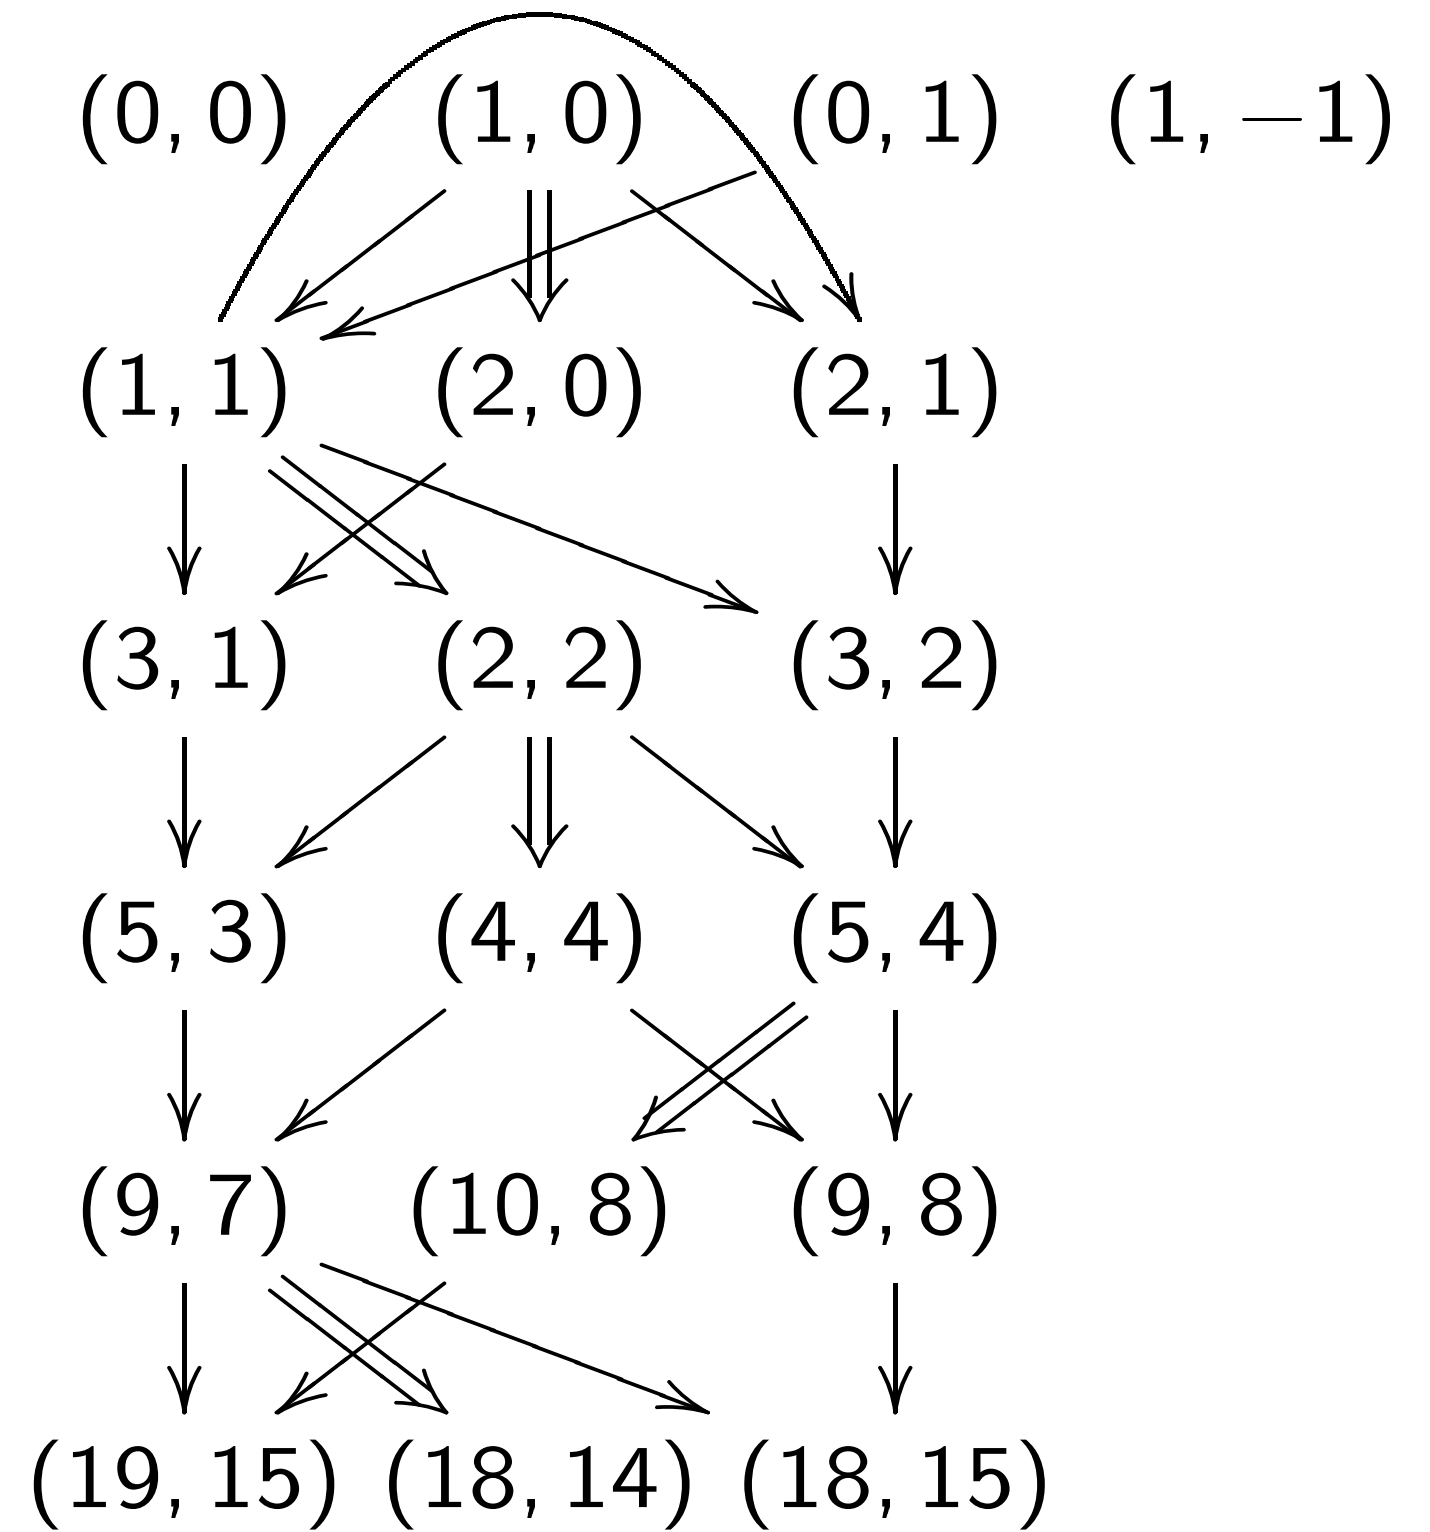 (0, 0) (1, 0) (0, 1) (1, −1)
(1, 1) (2, 0) (2, 1)
(3, 1) (2, 2) (3, 2)
(5, 3) (4, 4) (5, 4)
(9, 7) (10, 8) (9, 8)
(19, 15) (18, 14) (18, 15)